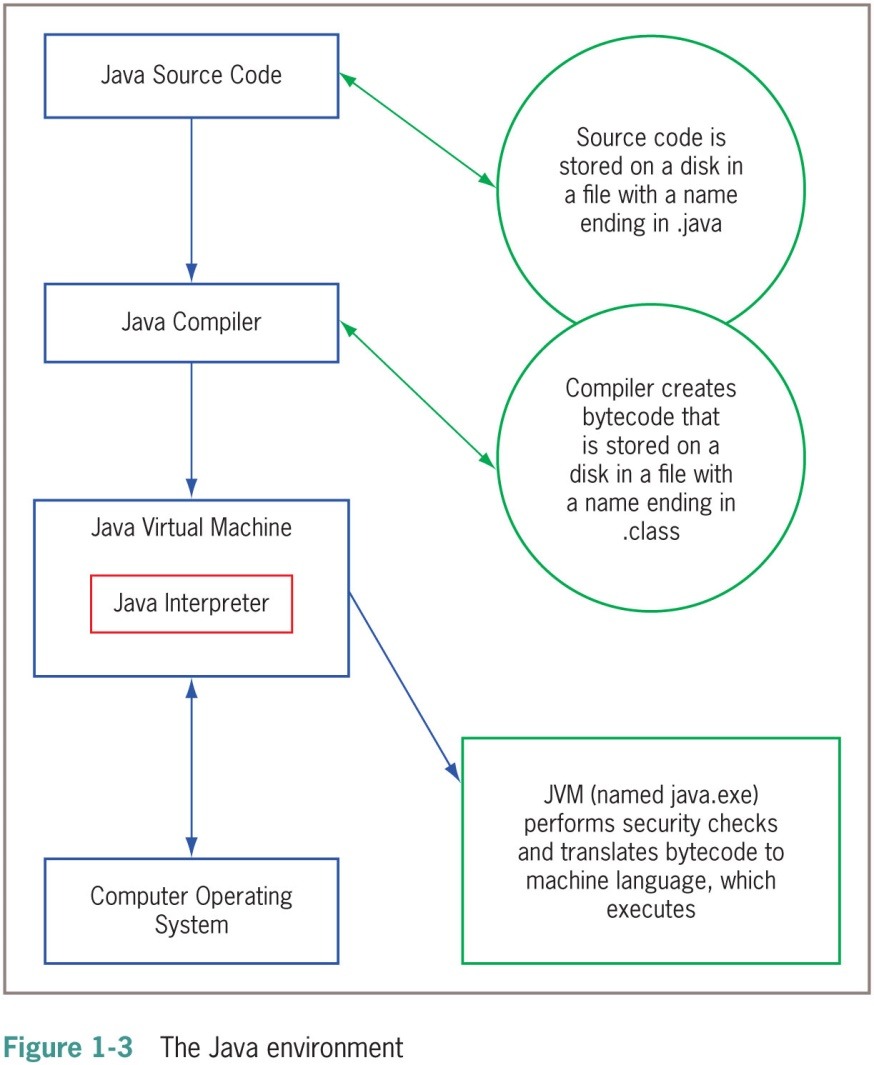 Java Source Code
Source code is
stored on a disk in
a file with a name
ending in .java
Java Compiler
Compiler creates
bytecode that
is stored on a
disk in a file with
a name ending in
.class
Java Virtual Machine
Java Interpreter
JVM (named java.exe)
performs security checks
and translates bytecode to
machine language, which
executes
Computer Operating
System
Figure 1-3 The Java environment